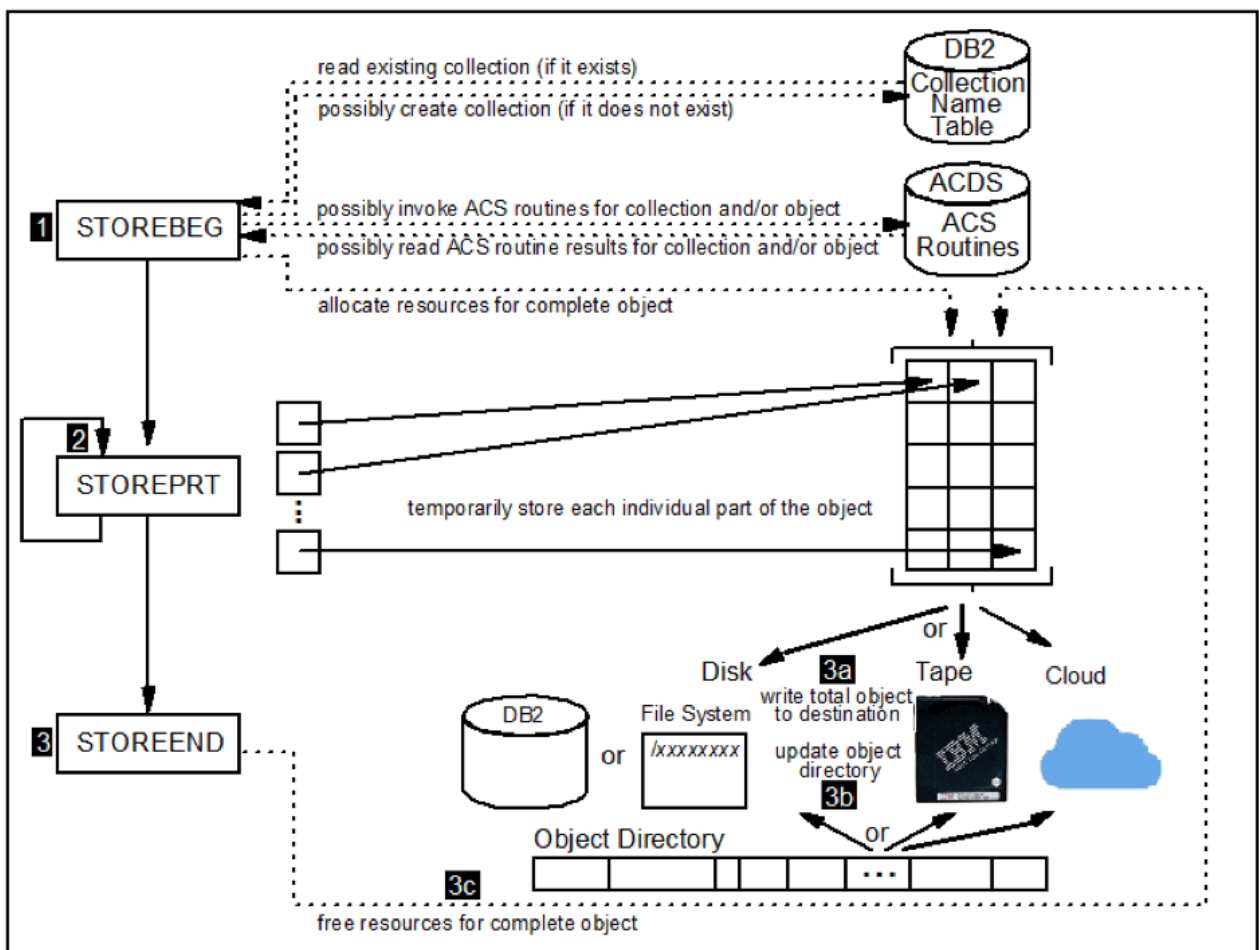 DB2
Collection
Name
Table
read existing collection (if it exists)
possibly create collection (if it does not exist)
ACDS
ACS
Routines
1
STOREBEG
possibly invoke ACS routines for collection and/or object
possibly read ACS routine results for collection and/or object
allocate resources for complete object
2
STOREPRT
temporarily store each individual part of the object
or
Disk
3a
Tape
Cloud
write total object
to destination
File System
DB2
or
/xxxxxxxx
IBM
3
STOREEND
update object
directory
3b
Object Directory
or
...
3c
free resources for complete object